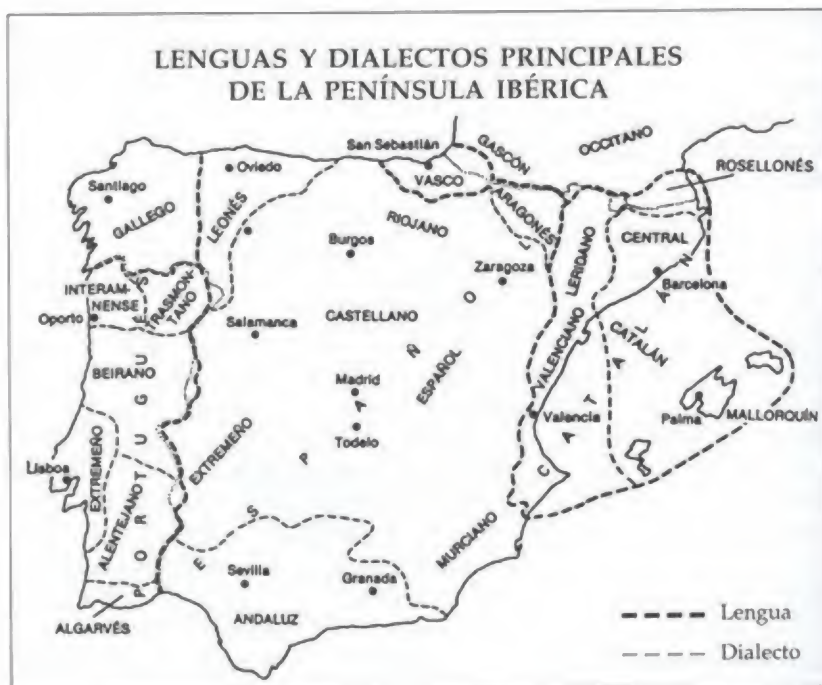 LENGUAS Y DIALECTOS PRINCIPALES
DE LA PENÍNSULA IBÉRICA
OCCITANO
GASCÓN
San Sebastián
ROSELLONÉS
Oviedo
VASCO
Santiago
GALLEGO
LEONÉS
RIOJANO
ARAGONÉS
CENTRAL
Burgos
LERIDANO
Zaragoza
Barcelona
INTERAM-
NENSE
TRASMON-
TANO
Oporto
Salamanca
CASTELLANO
ESPAÑOL
VALENCIANO
CATALÁN
BEIRANO
Madrid
Todelo
Valencia
Palma
MALLORQUÍN
EXTREMEÑO
EXTREMEÑO
Lisboa
ALENTEJANO
PORTUGUÉS
ESPAÑOL
CATALÁN
MURCIANO
Sevilla
Granada
ALGARVÉS
ANDALUZ
Lengua
Dialecto